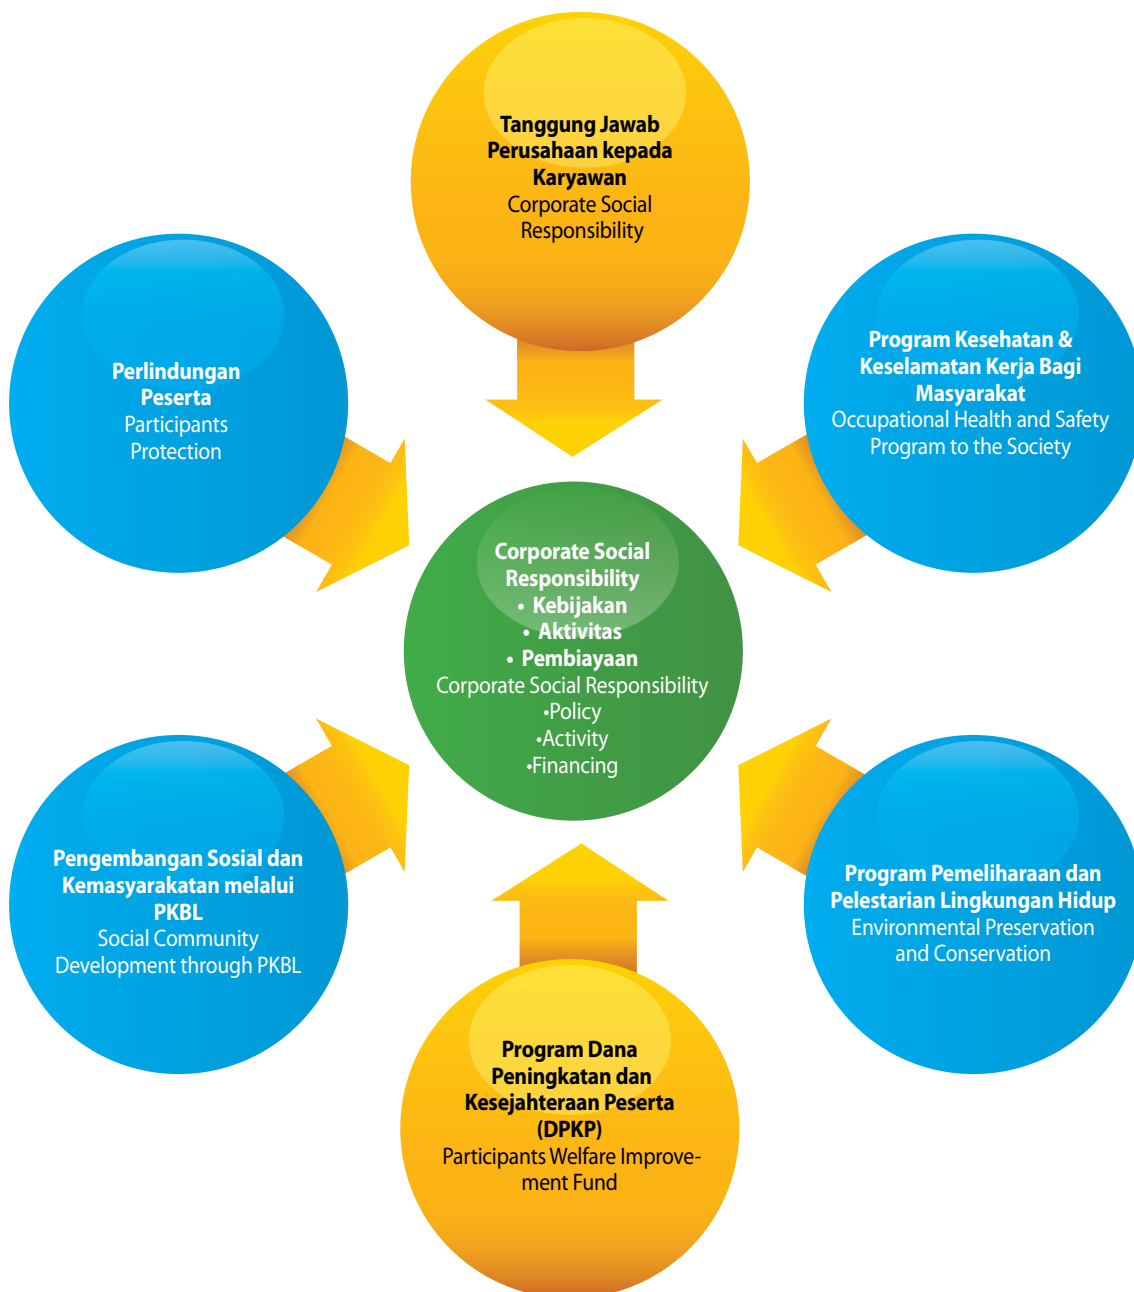 Tanggung Jawab
Perusahaan kepada
Karyawan
Corporate Social
Responsibility
Perlindungan
Peserta
Participants
Protection
Program Kesehatan &
Keselamatan Kerja Bagi
Masyarakat
Occupational Health and Safety
Program to the Society
Corporate Social
Responsibility
• Kebijakan
• Aktivitas
• Pembiayaan
Corporate Social Responsibility
•Policy
•Activity
•Financing
Pengembangan Sosial dan
Kemasyarakatan melalui
PKBL
Social Community
Development through PKBL
Program Pemeliharaan dan
Pelestarian Lingkungan Hidup
Environmental Preservation
and Conservation
Program Dana
Peningkatan dan
Kesejahteraan Peserta
(DPKP)
Participants Welfare Improve-
ment Fund